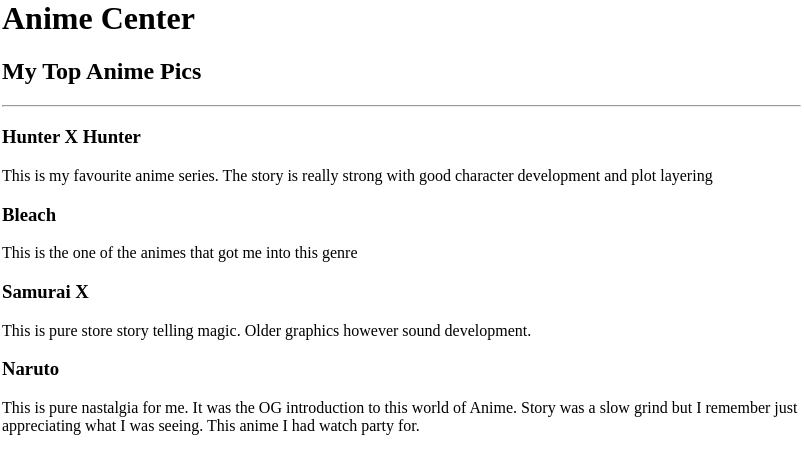 Anime Center
My Top Anime Pics
Hunter X Hunter
This is my favourite anime series. The story is really strong with good character development and plot layering
Bleach
This is the one of the animes that got me into this genre
Samurai X
This is pure store story telling magic. Older graphics however sound development.
Naruto
This is pure nastalgia for me. It was the OG introduction to this world of Anime. Story was a slow grind but I remember just
appreciating what I was seeing. This anime I had watch party for.